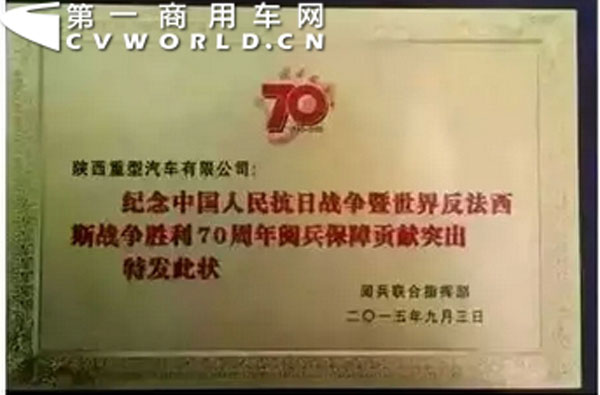 第一商用车网
CVWORLD.CN
70
陕西重型汽车有限公司:
纪念中国人民抗日战争暨世界反法西
斯战争胜利70周年阅兵保障贡献突出
特发此状
阅兵联合指挥部
二〇一五年九月三日